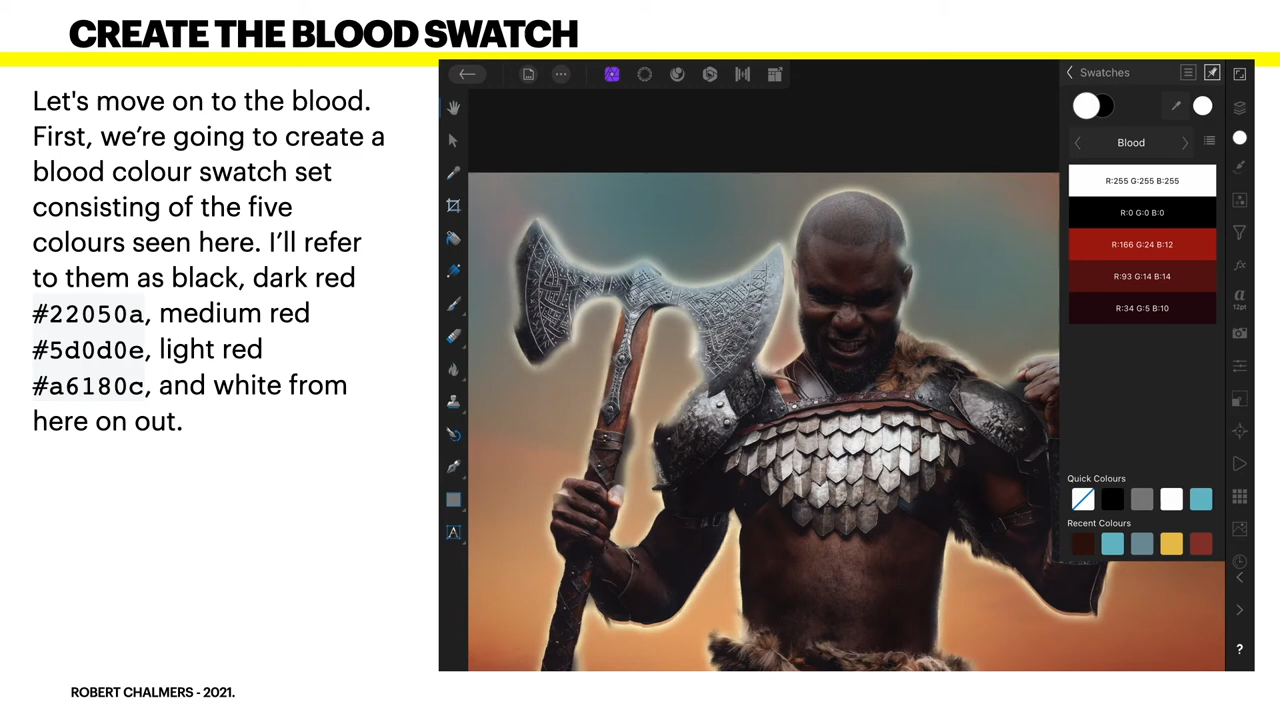 CREATE THE BLOOD SWATCH
Let's move on to the blood.
First, we’re going to create a
blood colour swatch set
consisting of the five
colours seen here. I’ll refer
to them as black, dark red
#22050a, medium red
#5d0d0e, light red
#a6180c, and white from
here on out.
Swatches
Blood
R:255 G:255 B:255
R:0 G:0 B:0
R:166 G:24 B:12
R:93 G:14 B:14
R:34 G:5 B:10
Quick Colours
Recent Colours
fx
a
12pt
A
?
ROBERT CHALMERS - 2021.